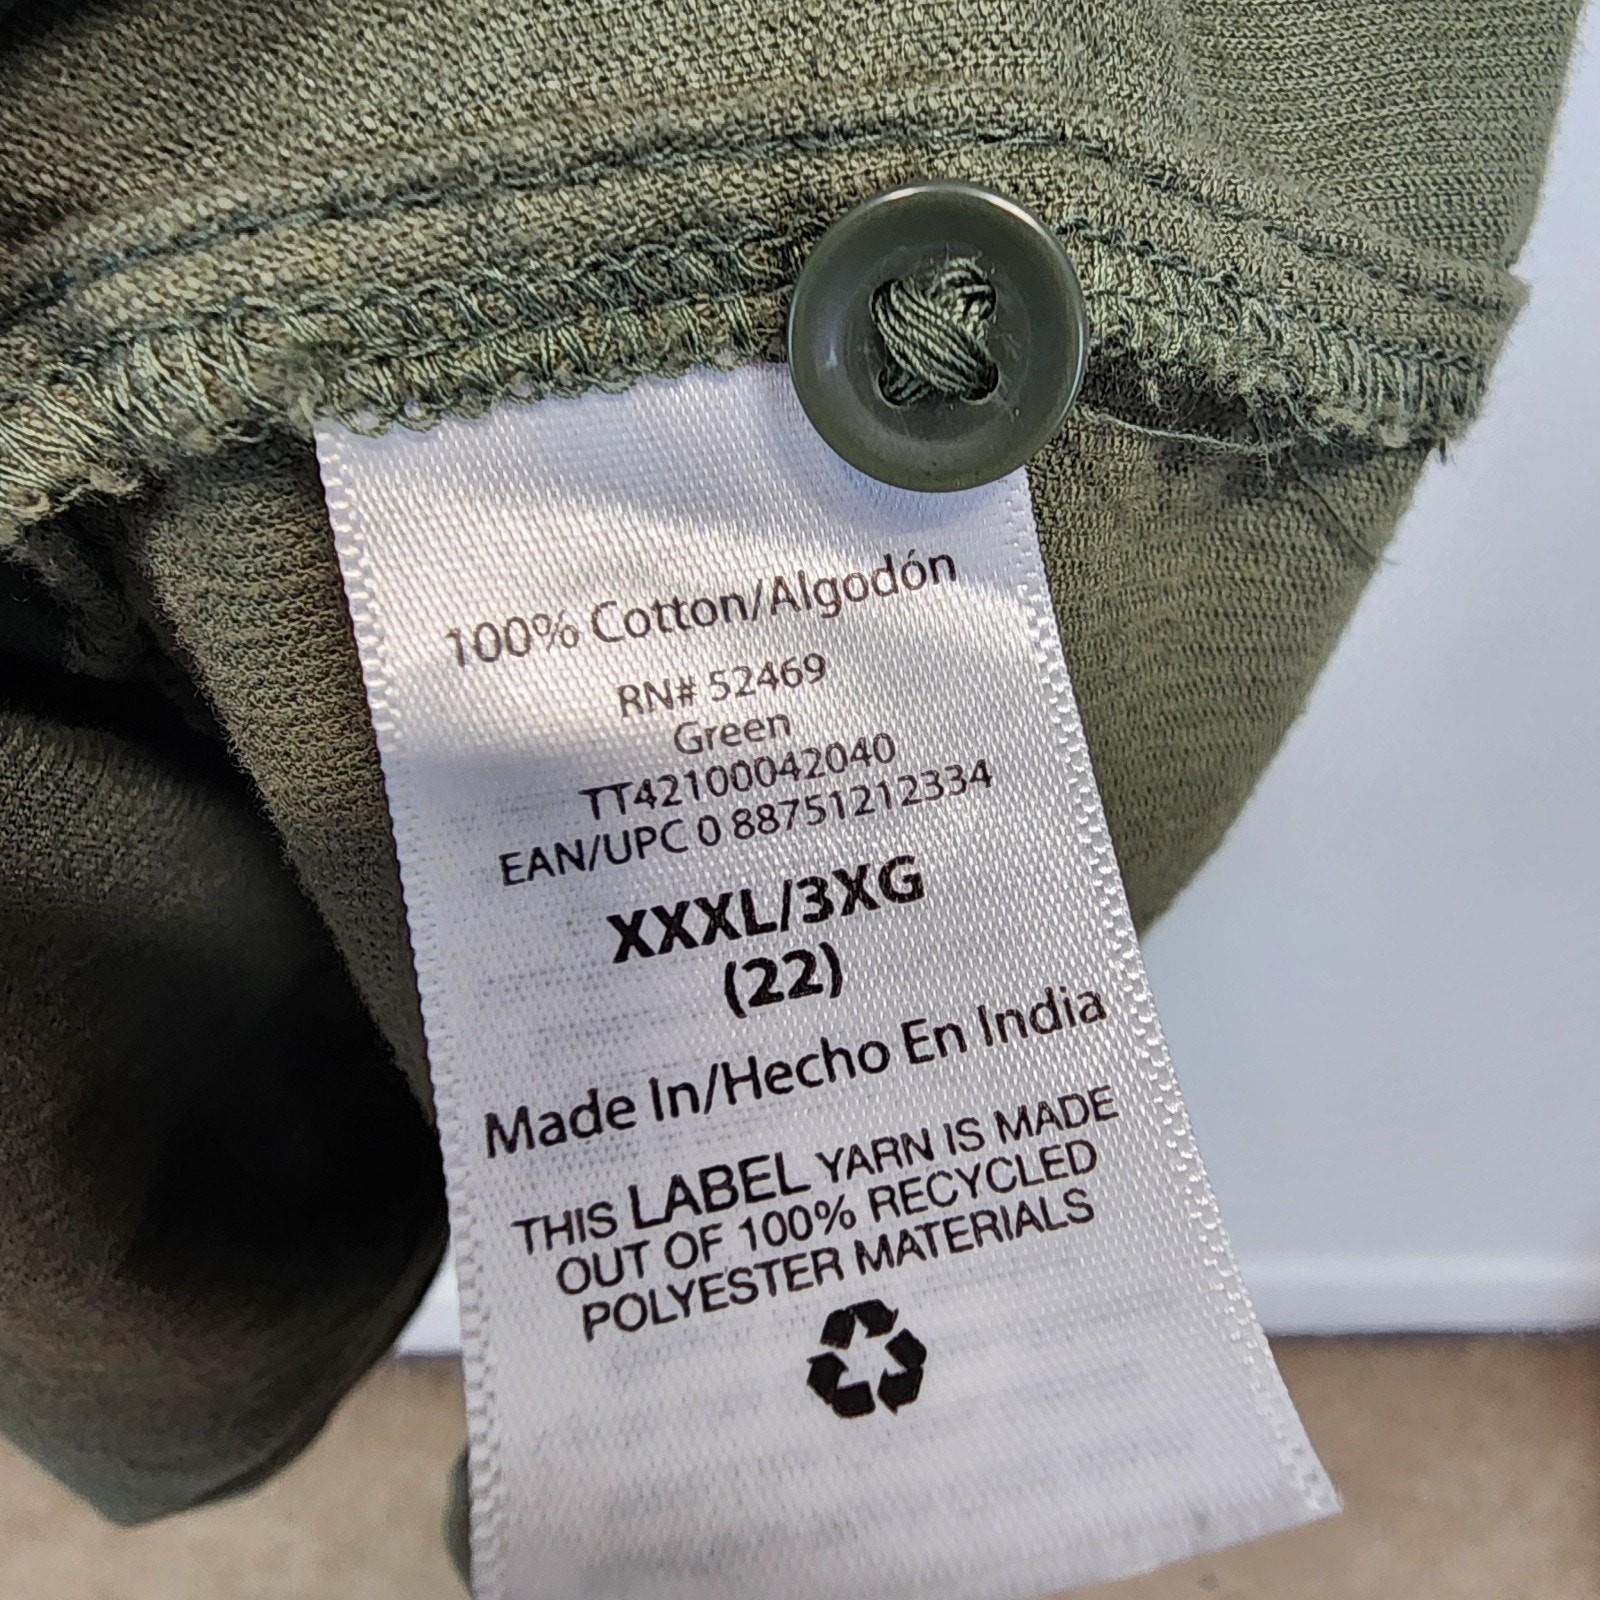 100% Cotton/Algodón
RN# 52469
Green
TT42100042040
EAN/UPC 0 88751212334
XXXL/3XG
(22)
Made In/Hecho En India
THIS LABEL YARN IS MADE
OUT OF 100% RECYCLED
POLYESTER MATERIALS